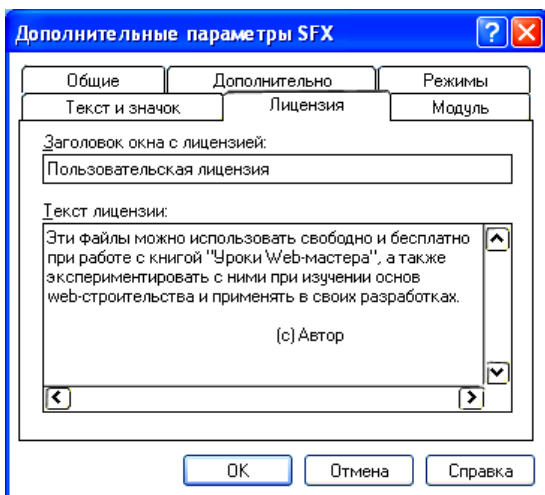 Дополнительные параметры SFX
Общие
Дополнительно
Режимы
Текст и значок
Лицензия
Модуль
Заголовок окна с лицензией:
Пользовательская лицензия
Текст лицензии:
Эти файлы можно использовать свободно и бесплатно
при работе с книгой "Уроки Web-мастера", а также
экспериментировать с ними при изучении основ
web-строительства и применять в своих разработках.
(c) Автор
OK
Отмена
Справка